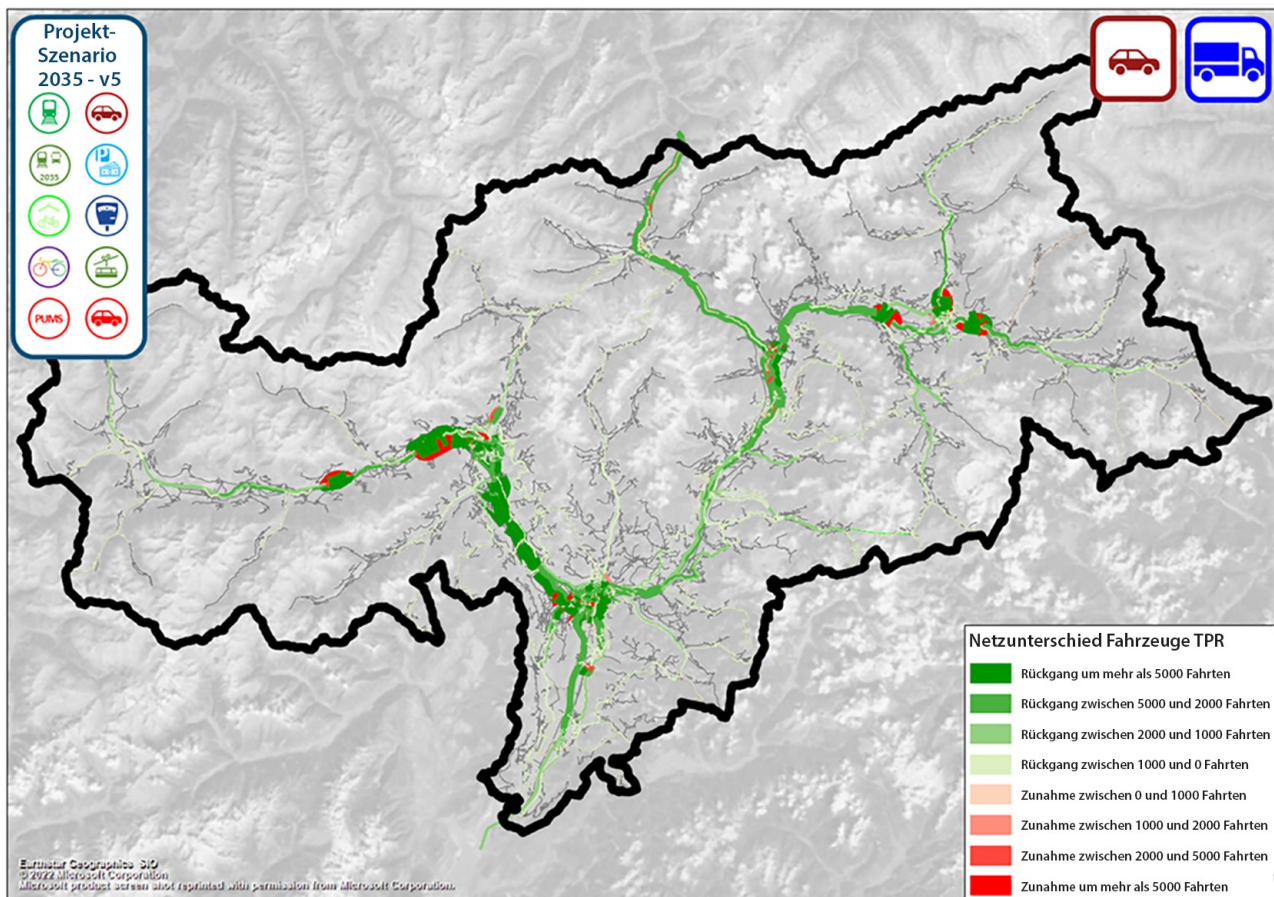 Projekt-
Szenario
2035 - v5
P
2035
PUMS
Netzunterschied Fahrzeuge TPR
Rückgang um mehr als 5000 Fahrten
Rückgang zwischen 5000 und 2000 Fahrten
Rückgang zwischen 2000 und 1000 Fahrten
Rückgang zwischen 1000 und 0 Fahrten
Zunahme zwischen 0 und 1000 Fahrten
Zunahme zwischen 1000 und 2000 Fahrten
Zunahme zwischen 2000 und 5000 Fahrten
Zunahme um mehr als 5000 Fahrten
Earthstar Geographics SIO
© 2022 Microsoft Corporation
Microsoft product screen shot reprinted with permission from Microsoft Corporation.